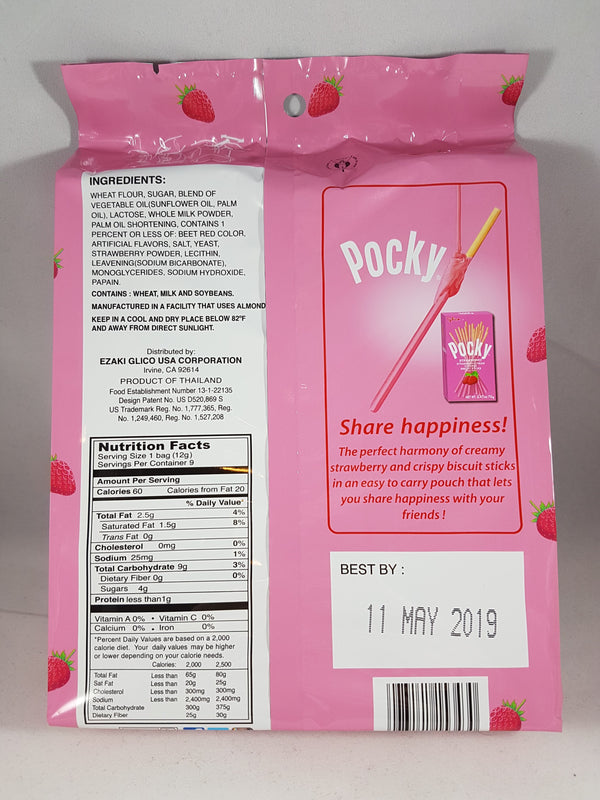 INGREDIENTS:
WHEAT FLOUR, SUGAR, BLEND OF
VEGETABLE OIL(SUNFLOWER OIL, PALM
OIL), LACTOSE, WHOLE MILK POWDER,
PALM OIL SHORTENING, CONTAINS 1
PERCENT OR LESS OF: BEET RED COLOR,
ARTIFICIAL FLAVORS, SALT, YEAST,
STRAWBERRY POWDER, LECITHIN,
LEAVENING(SODIUM BICARBONATE),
MONOGLYCERIDES, SODIUM HYDROXIDE,
PAPAIN.
CONTAINS : WHEAT, MILK AND SOYBEANS.
MANUFACTURED IN A FACILITY THAT USES ALMOND
KEEP IN A COOL AND DRY PLACE BELOW 82°F
AND AWAY FROM DIRECT SUNLIGHT.
Distributed by:
EZAKI GLICO USA CORPORATION
Irvine, CA 92614
PRODUCT OF THAILAND
Food Establishment Number 13-1-22135
Design Patent No. US D520,869 S
US Trademark Reg. No. 1,777,365, Reg.
No. 1,249,460, Reg. No. 1,527,208
Nutrition Facts
Serving Size 1 bag (12g)
Servings Per Container 9
Amount Per Serving
Calories 60 Calories from Fat 20
% Daily Value*
Total Fat 2.5g 4%
Saturated Fat 1.5g 8%
Trans Fat 0g
Cholesterol 0mg 0%
Sodium 25mg 1%
Total Carbohydrate 9g 3%
Dietary Fiber 0g 0%
Sugars 4g
Protein less than1g
Vitamin A 0% • Vitamin C 0%
Calcium 0% • Iron 0%
*Percent Daily Values are based on a 2,000
calorie diet. Your daily values may be higher
or lower depending on your calorie needs.
Calories: 2,000 2,500
Total Fat Less than 65g 80g
Sat Fat Less than 20g 25g
Cholesterol Less than 300mg 300mg
Sodium Less than 2,400mg 2,400mg
Total Carbohydrate 300g 375g
Dietary Fiber 25g 30g
Pocky
Pocky
Share happiness!
The perfect harmony of creamy
strawberry and crispy biscuit sticks
in an easy to carry pouch that lets
you share happiness with your
friends !
BEST BY :
11 MAY 2019